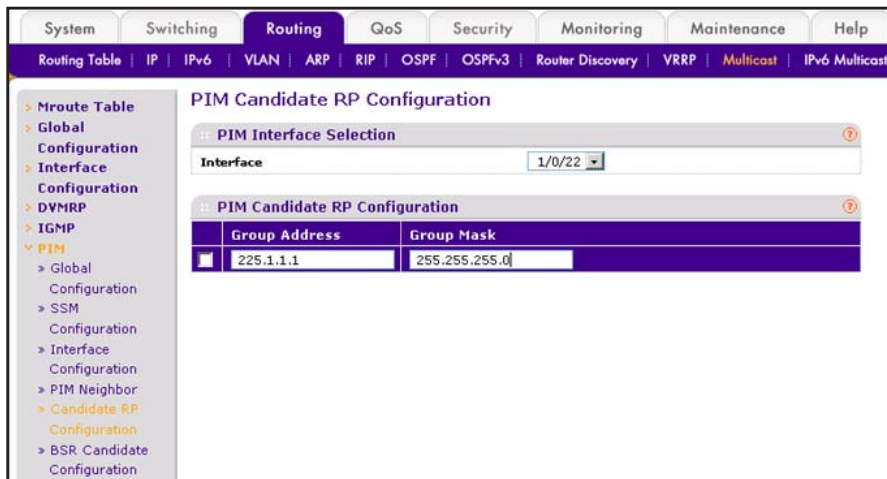 System Switching Routing QoS Security Monitoring Maintenance Help
Routing Table | IP | IPv6 | VLAN | ARP | RIP | OSPF | OSPFv3 | Router Discovery | VRRP | Multicast | IPv6 Multicast
Mroute Table
Global
Configuration
Interface
Configuration
DVMRP
IGMP
PIM
Global
Configuration
SSM
Configuration
Interface
Configuration
PIM Neighbor
Candidate RP
Configuration
BSR Candidate
Configuration
PIM Candidate RP Configuration
PIM Interface Selection
Interface 1/0/22
PIM Candidate RP Configuration
Group Address Group Mask
225.1.1.1 255.255.255.0